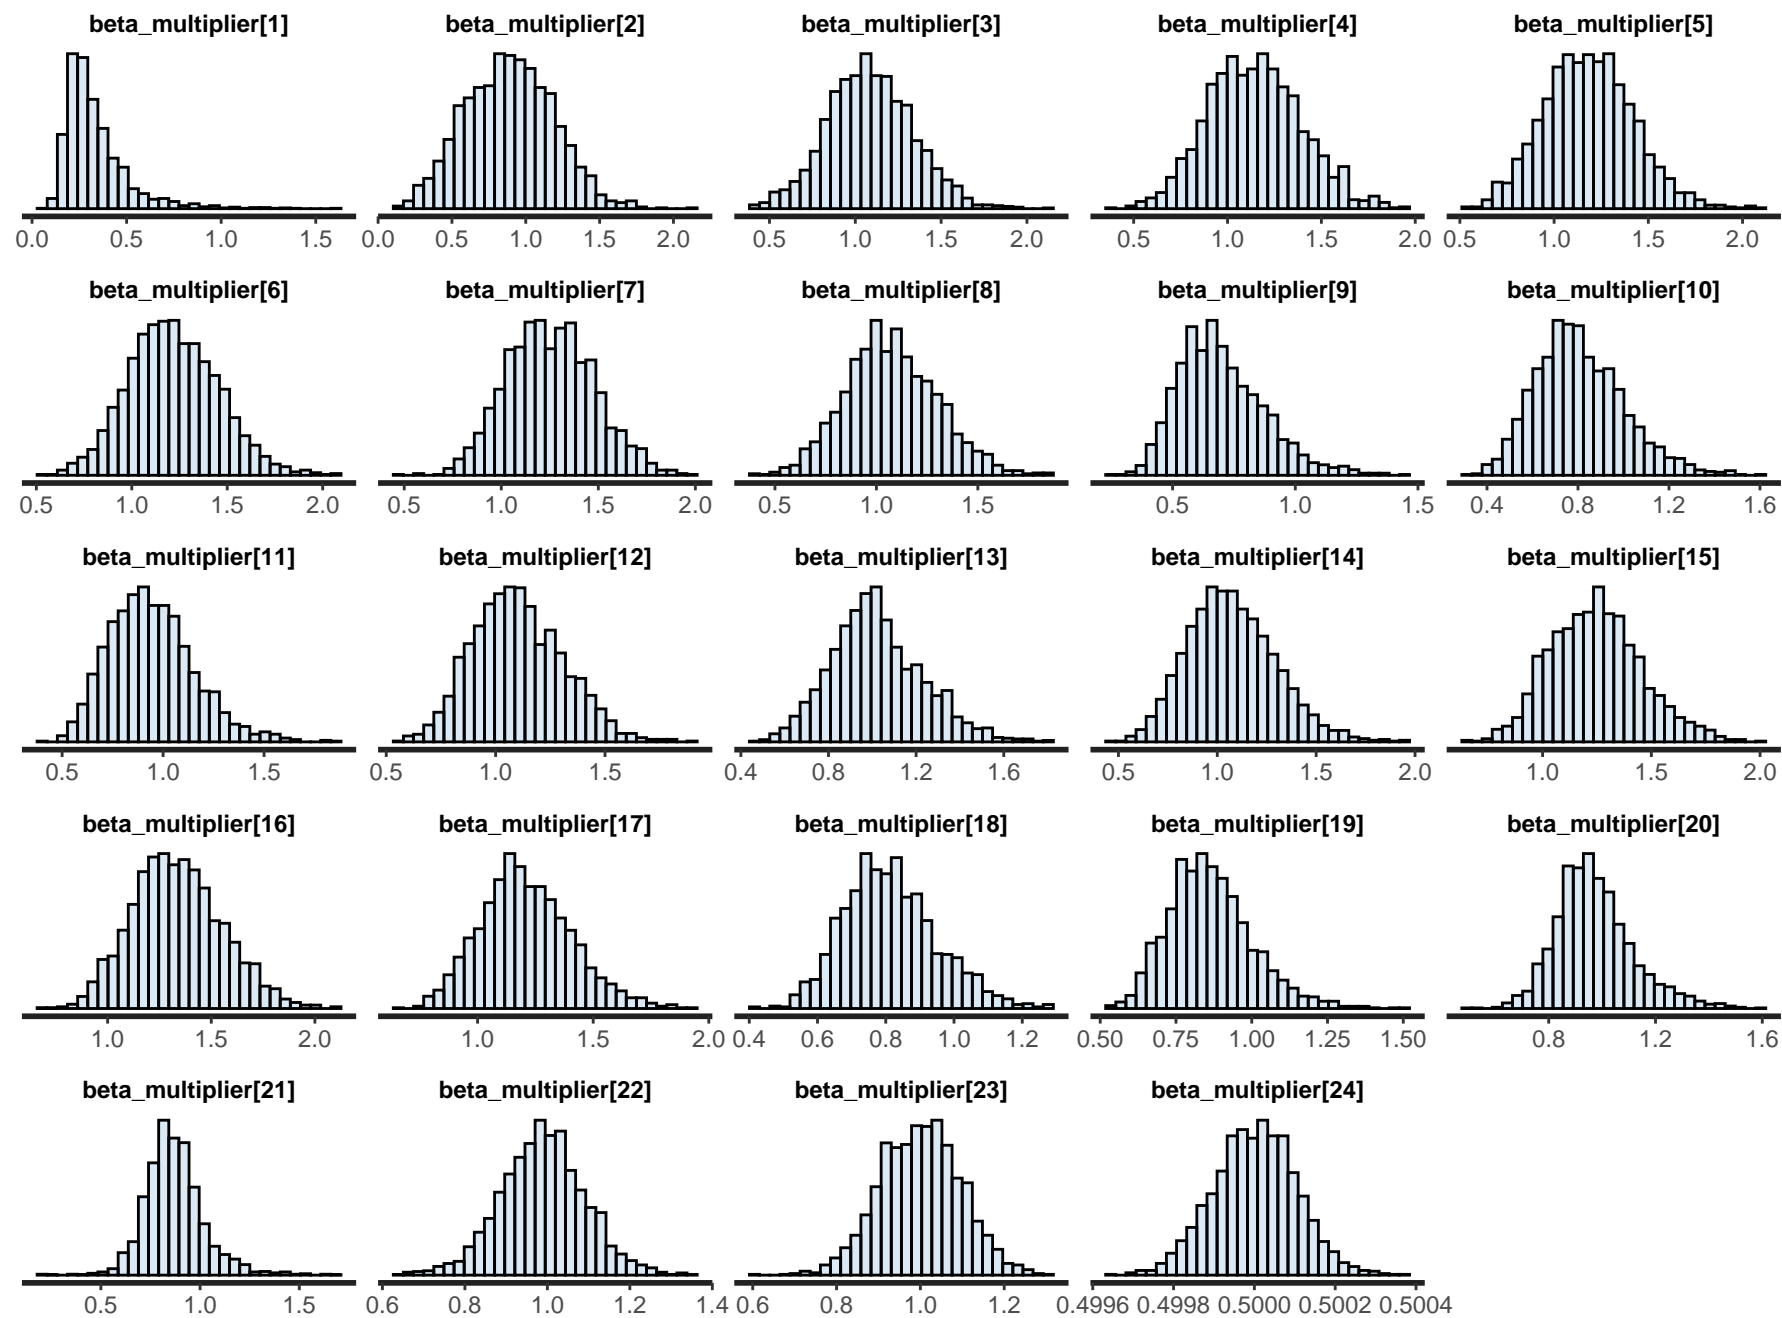 beta_multiplier[1] beta_multiplier[2] beta_multiplier[3] beta_multiplier[4] beta_multiplier[5]
0.0 0.5 1.0 1.5 0.0 0.5 1.0 1.5 2.0 0.5 1.0 1.5 2.0 0.5 1.0 1.5 2.0 0.5 1.0 1.5 2.0
beta_multiplier[6] beta_multiplier[7] beta_multiplier[8] beta_multiplier[9] beta_multiplier[10]
0.5 1.0 1.5 2.0 0.5 1.0 1.5 2.0 0.5 1.0 1.5 0.5 1.0 1.5 0.4 0.8 1.2 1.6
beta_multiplier[11] beta_multiplier[12] beta_multiplier[13] beta_multiplier[14] beta_multiplier[15]
0.5 1.0 1.5 0.5 1.0 1.5 0.4 0.8 1.2 1.6 0.5 1.0 1.5 2.0 1.0 1.5 2.0
beta_multiplier[16] beta_multiplier[17] beta_multiplier[18] beta_multiplier[19] beta_multiplier[20]
1.0 1.5 2.0 1.0 1.5 2.0 0.4 0.6 0.8 1.0 1.2 0.50 0.75 1.00 1.25 1.50 0.8 1.2 1.6
beta_multiplier[21] beta_multiplier[22] beta_multiplier[23] beta_multiplier[24]
0.5 1.0 1.5 0.6 0.8 1.0 1.2 1.4 0.6 0.8 1.0 1.2 0.4996 0.4998 0.5000 0.5002 0.5004